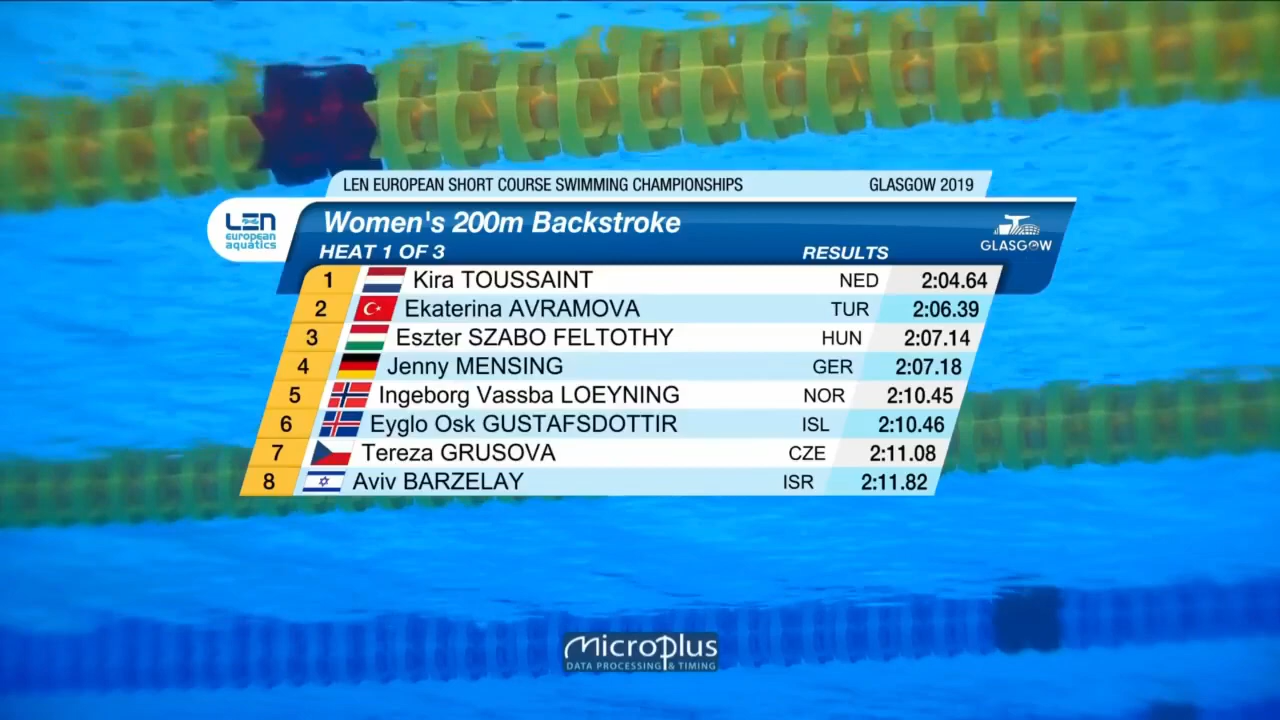 LEN EUROPEAN SHORT COURSE SWIMMING CHAMPIONSHIPS GLASGOW 2019
LEN
european
aquatics
Women's 200m Backstroke
HEAT 1 OF 3 RESULTS
GLASGOW
1 Kira TOUSSAINT NED 2:04.64
2 Ekaterina AVRAMOVA TUR 2:06.39
3 Eszter SZABO FELTOTHY HUN 2:07.14
4 Jenny MENSING GER 2:07.18
5 Ingeborg Vassba LOEYNING NOR 2:10.45
6 Eyglo Osk GUSTAFSDOTTIR ISL 2:10.46
7 Tereza GRUSOVA CZE 2:11.08
8 Aviv BARZELAY ISR 2:11.82
Microplus
DATA PROCESSING & TIMING